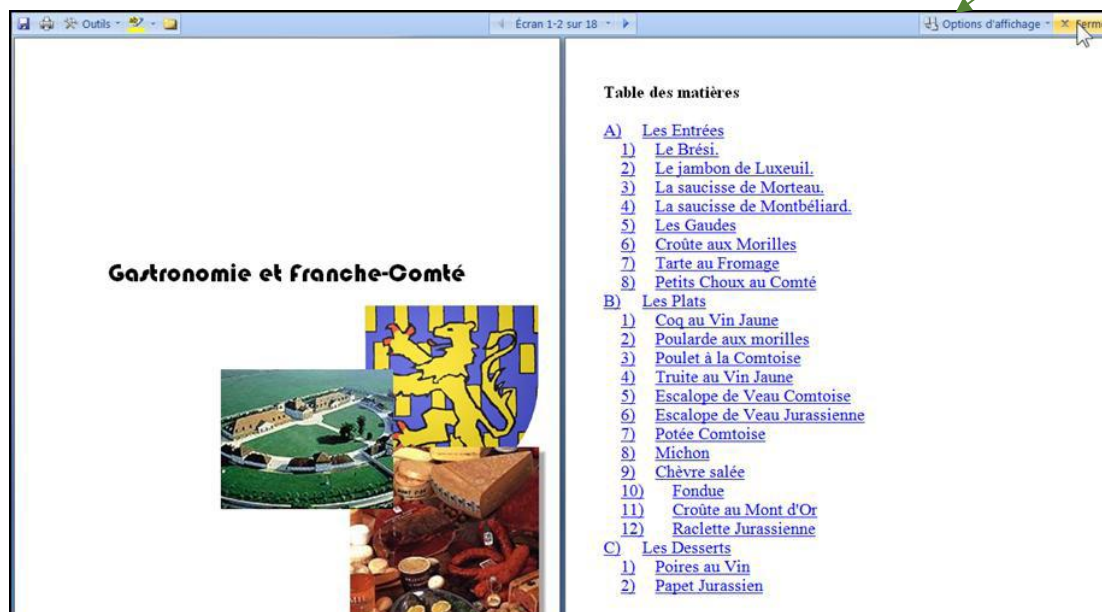 Outils
Écran 1-2 sur 18
Options d'affichage
Gastronomie et Franche-Comté
Table des matières
A) Les Entrées
1) Le Brési.
2) Le jambon de Luxeuil.
3) La saucisse de Morteau.
4) La saucisse de Montbéliard.
5) Les Gaudes
6) Croûte aux Morilles
7) Tarte au Fromage
8) Petits Choux au Comté
B) Les Plats
1) Coq au Vin Jaune
2) Poularde aux morilles
3) Poulet à la Comtoise
4) Truite au Vin Jaune
5) Escalope de Veau Comtoise
6) Escalope de Veau Jurassienne
7) Potée Comtoise
8) Michon
9) Chèvre salée
10) Fondue
11) Croûte au Mont d'Or
12) Raclette Jurassienne
C) Les Desserts
1) Poires au Vin
2) Papet Jurassien